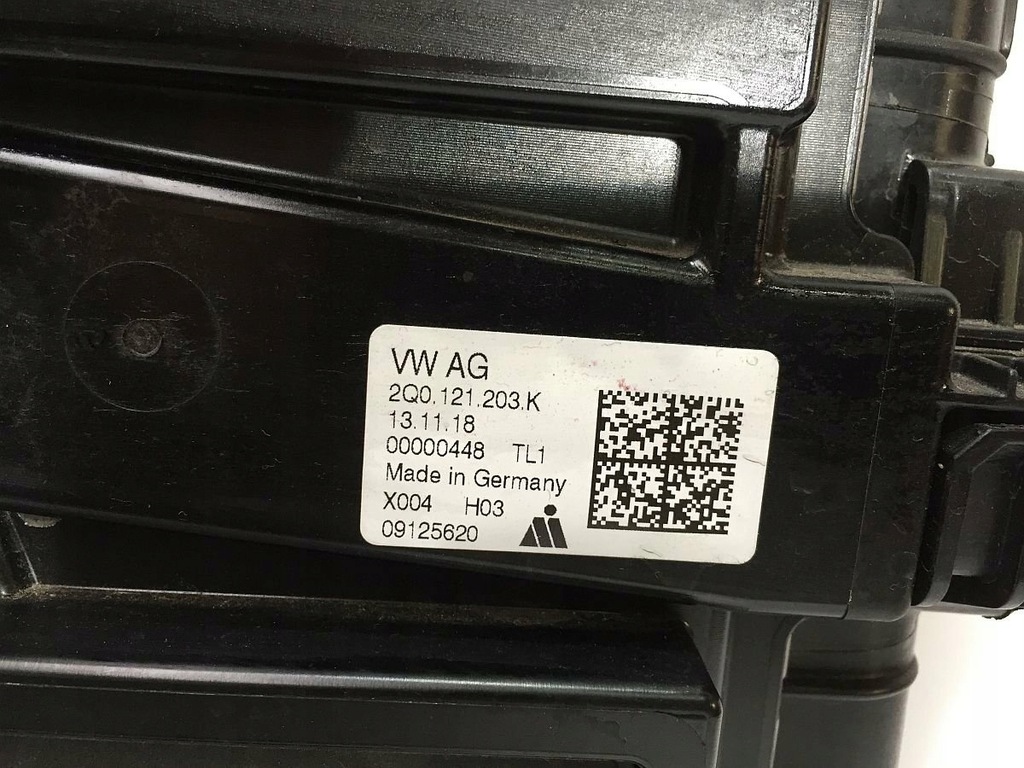 VW AG
2Q0.121.203.K
13.11.18
00000448 TL1
Made in Germany
X004 H03
09125620